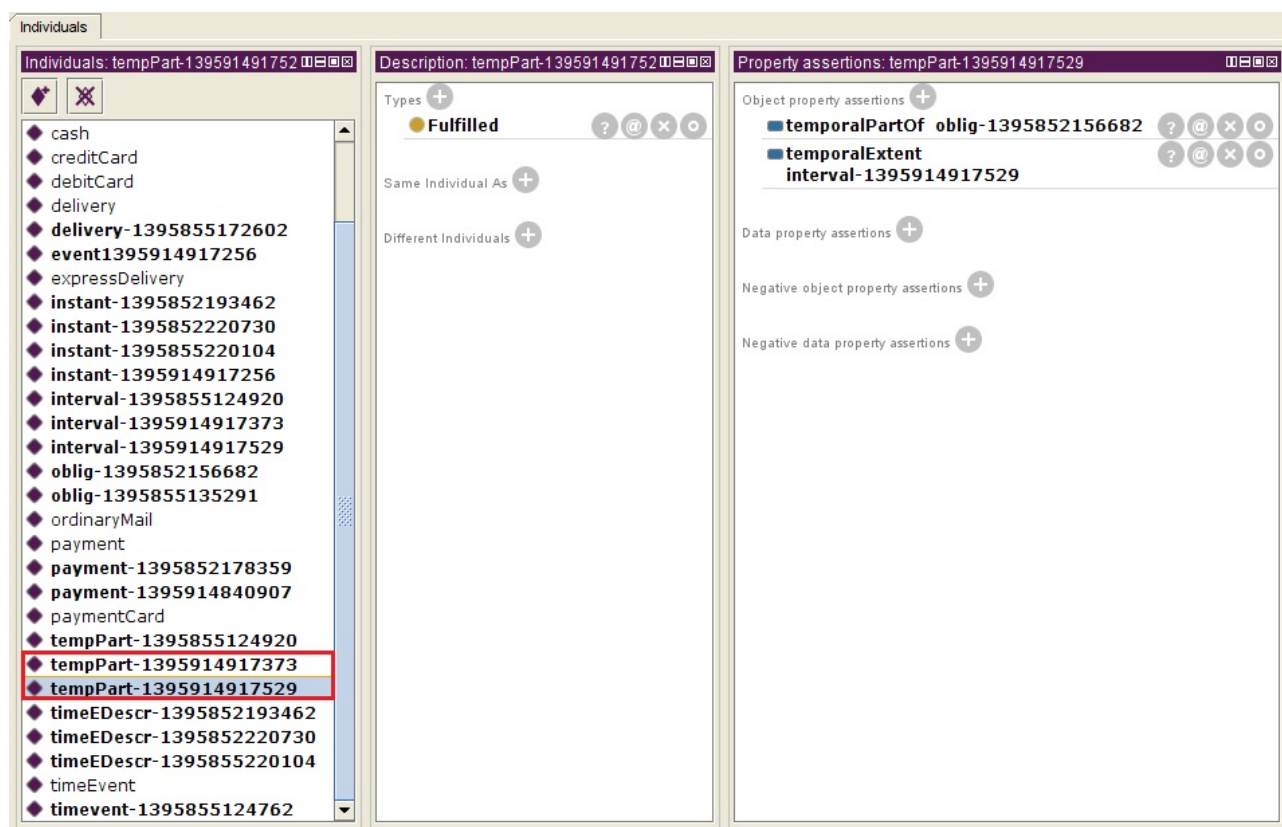 Individuals
Individuals: tempPart-139591491752
cash
creditCard
debitCard
delivery
delivery-1395855172602
event1395914917256
expressDelivery
instant-1395852193462
instant-1395852220730
instant-1395855220104
instant-1395914917256
interval-1395855124920
interval-1395914917373
interval-1395914917529
oblig-1395852156682
oblig-1395855135291
ordinaryMail
payment
payment-1395852178359
payment-1395914840907
paymentCard
tempPart-1395855124920
tempPart-1395914917373
tempPart-1395914917529
timeEDescr-1395852193462
timeEDescr-1395852220730
timeEDescr-1395855220104
timeEvent
timevent-1395855124762
Description: tempPart-139591491752
Types
Fulfilled
Same Individual As
Different Individuals
Property assertions: tempPart-1395914917529
Object property assertions
temporalPartOf oblig-1395852156682
temporalExtent
interval-1395914917529
Data property assertions
Negative object property assertions
Negative data property assertions